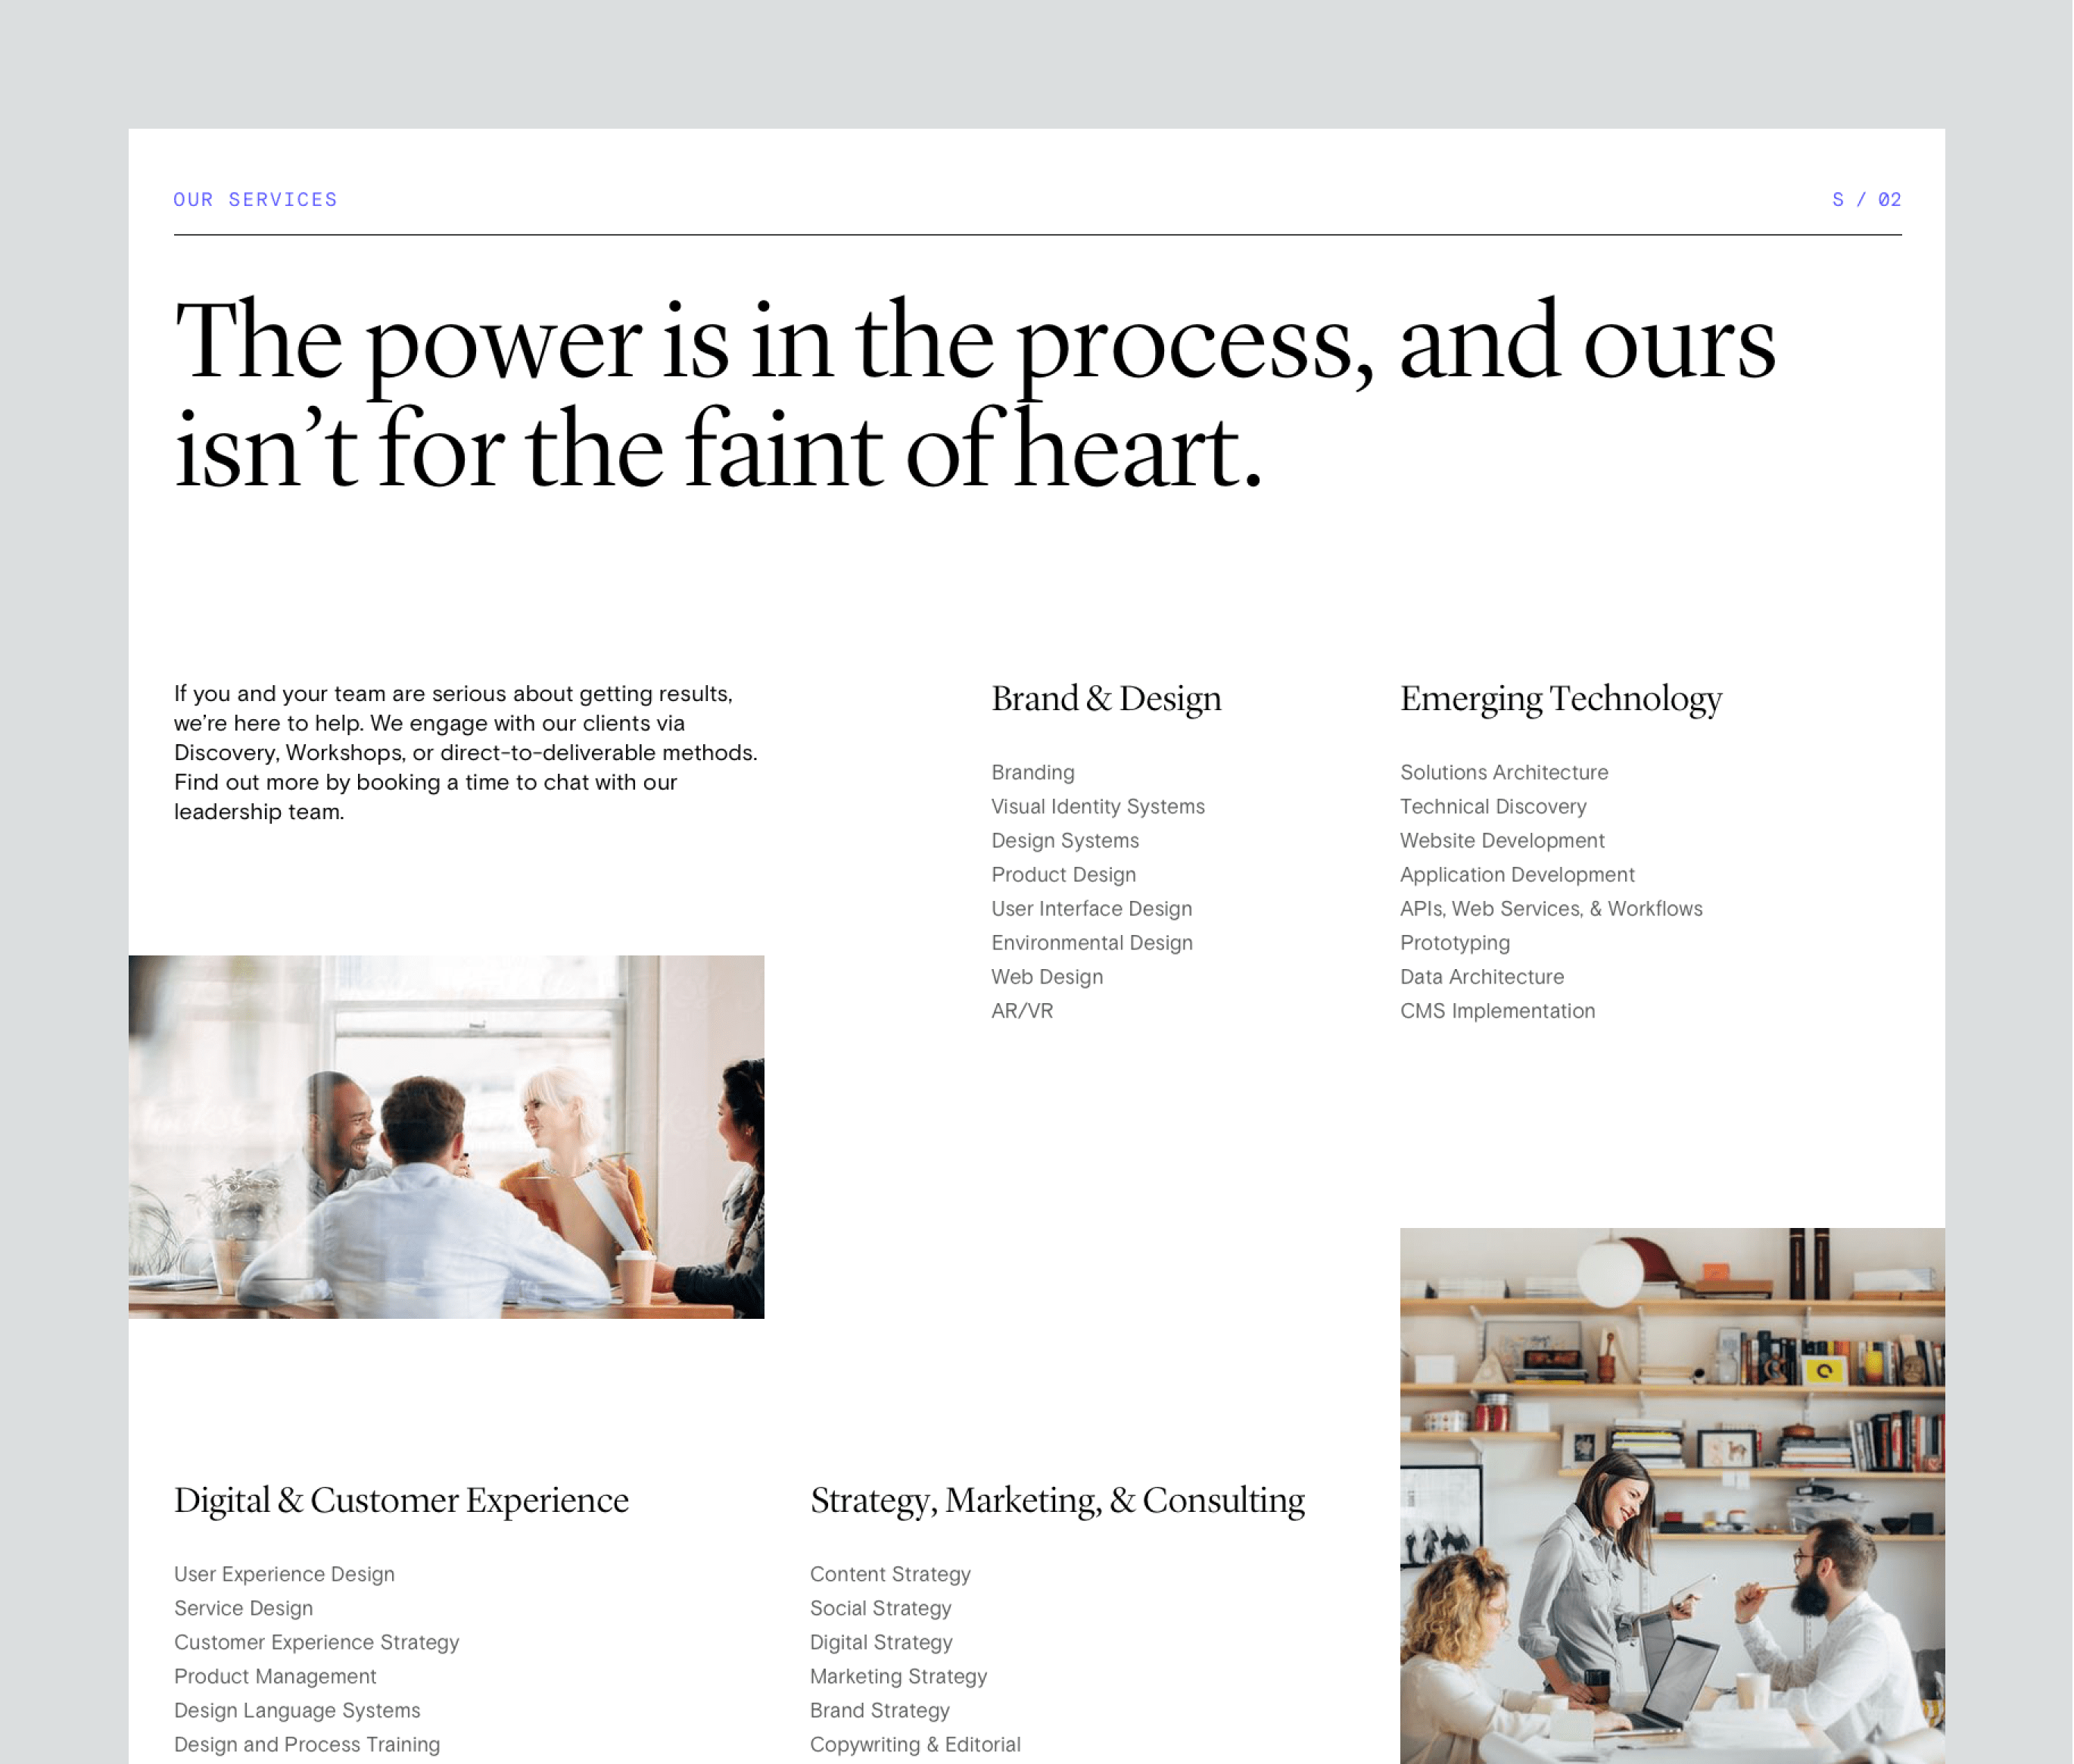 OUR SERVICES
S / 02
The power is in the process, and ours
isn’t for the faint of heart.
If you and your team are serious about getting results,
we’re here to help. We engage with our clients via
Discovery, Workshops, or direct-to-deliverable methods.
Find out more by booking a time to chat with our
leadership team.
Brand & Design
Branding
Visual Identity Systems
Design Systems
Product Design
User Interface Design
Environmental Design
Web Design
AR/VR
Emerging Technology
Solutions Architecture
Technical Discovery
Website Development
Application Development
APIs, Web Services, & Workflows
Prototyping
Data Architecture
CMS Implementation
Digital & Customer Experience
User Experience Design
Service Design
Customer Experience Strategy
Product Management
Design Language Systems
Design and Process Training
Strategy, Marketing, & Consulting
Content Strategy
Social Strategy
Digital Strategy
Marketing Strategy
Brand Strategy
Copywriting & Editorial